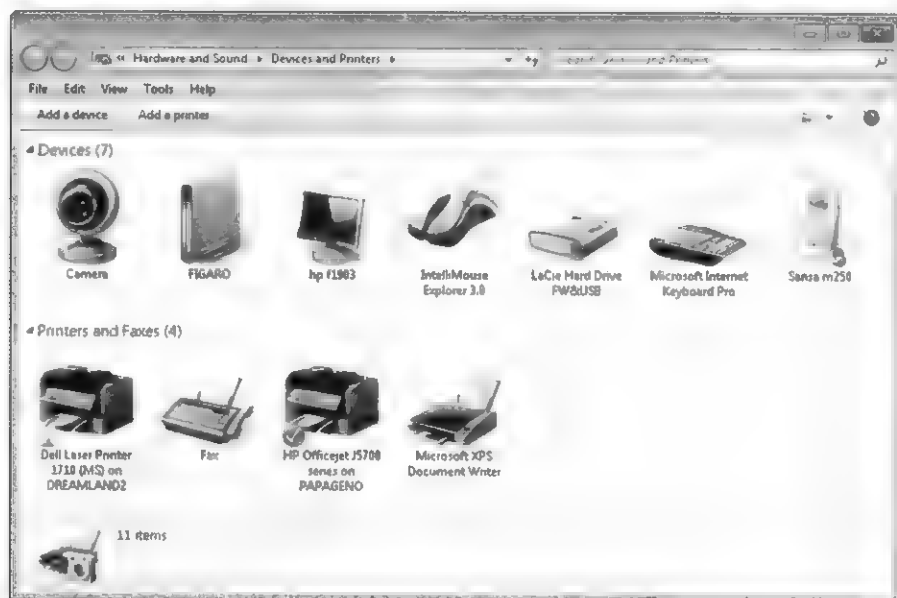 « Hardware and Sound ▸ Devices and Printers ▸
File Edit View Tools Help
Add a device Add a printer
Devices (7)
Camera
FIGARO
hp f1903
IntelliMouse
Explorer 3.0
LaCie Hard Drive
FW&USB
Microsoft Internet
Keyboard Pro
Sansa m250
Printers and Faxes (4)
Dell Laser Printer
1710 (MS) on
DREAMLAND2
Fax
HP Officejet J5700
series on
PAPAGENO
Microsoft XPS
Document Writer
11 items